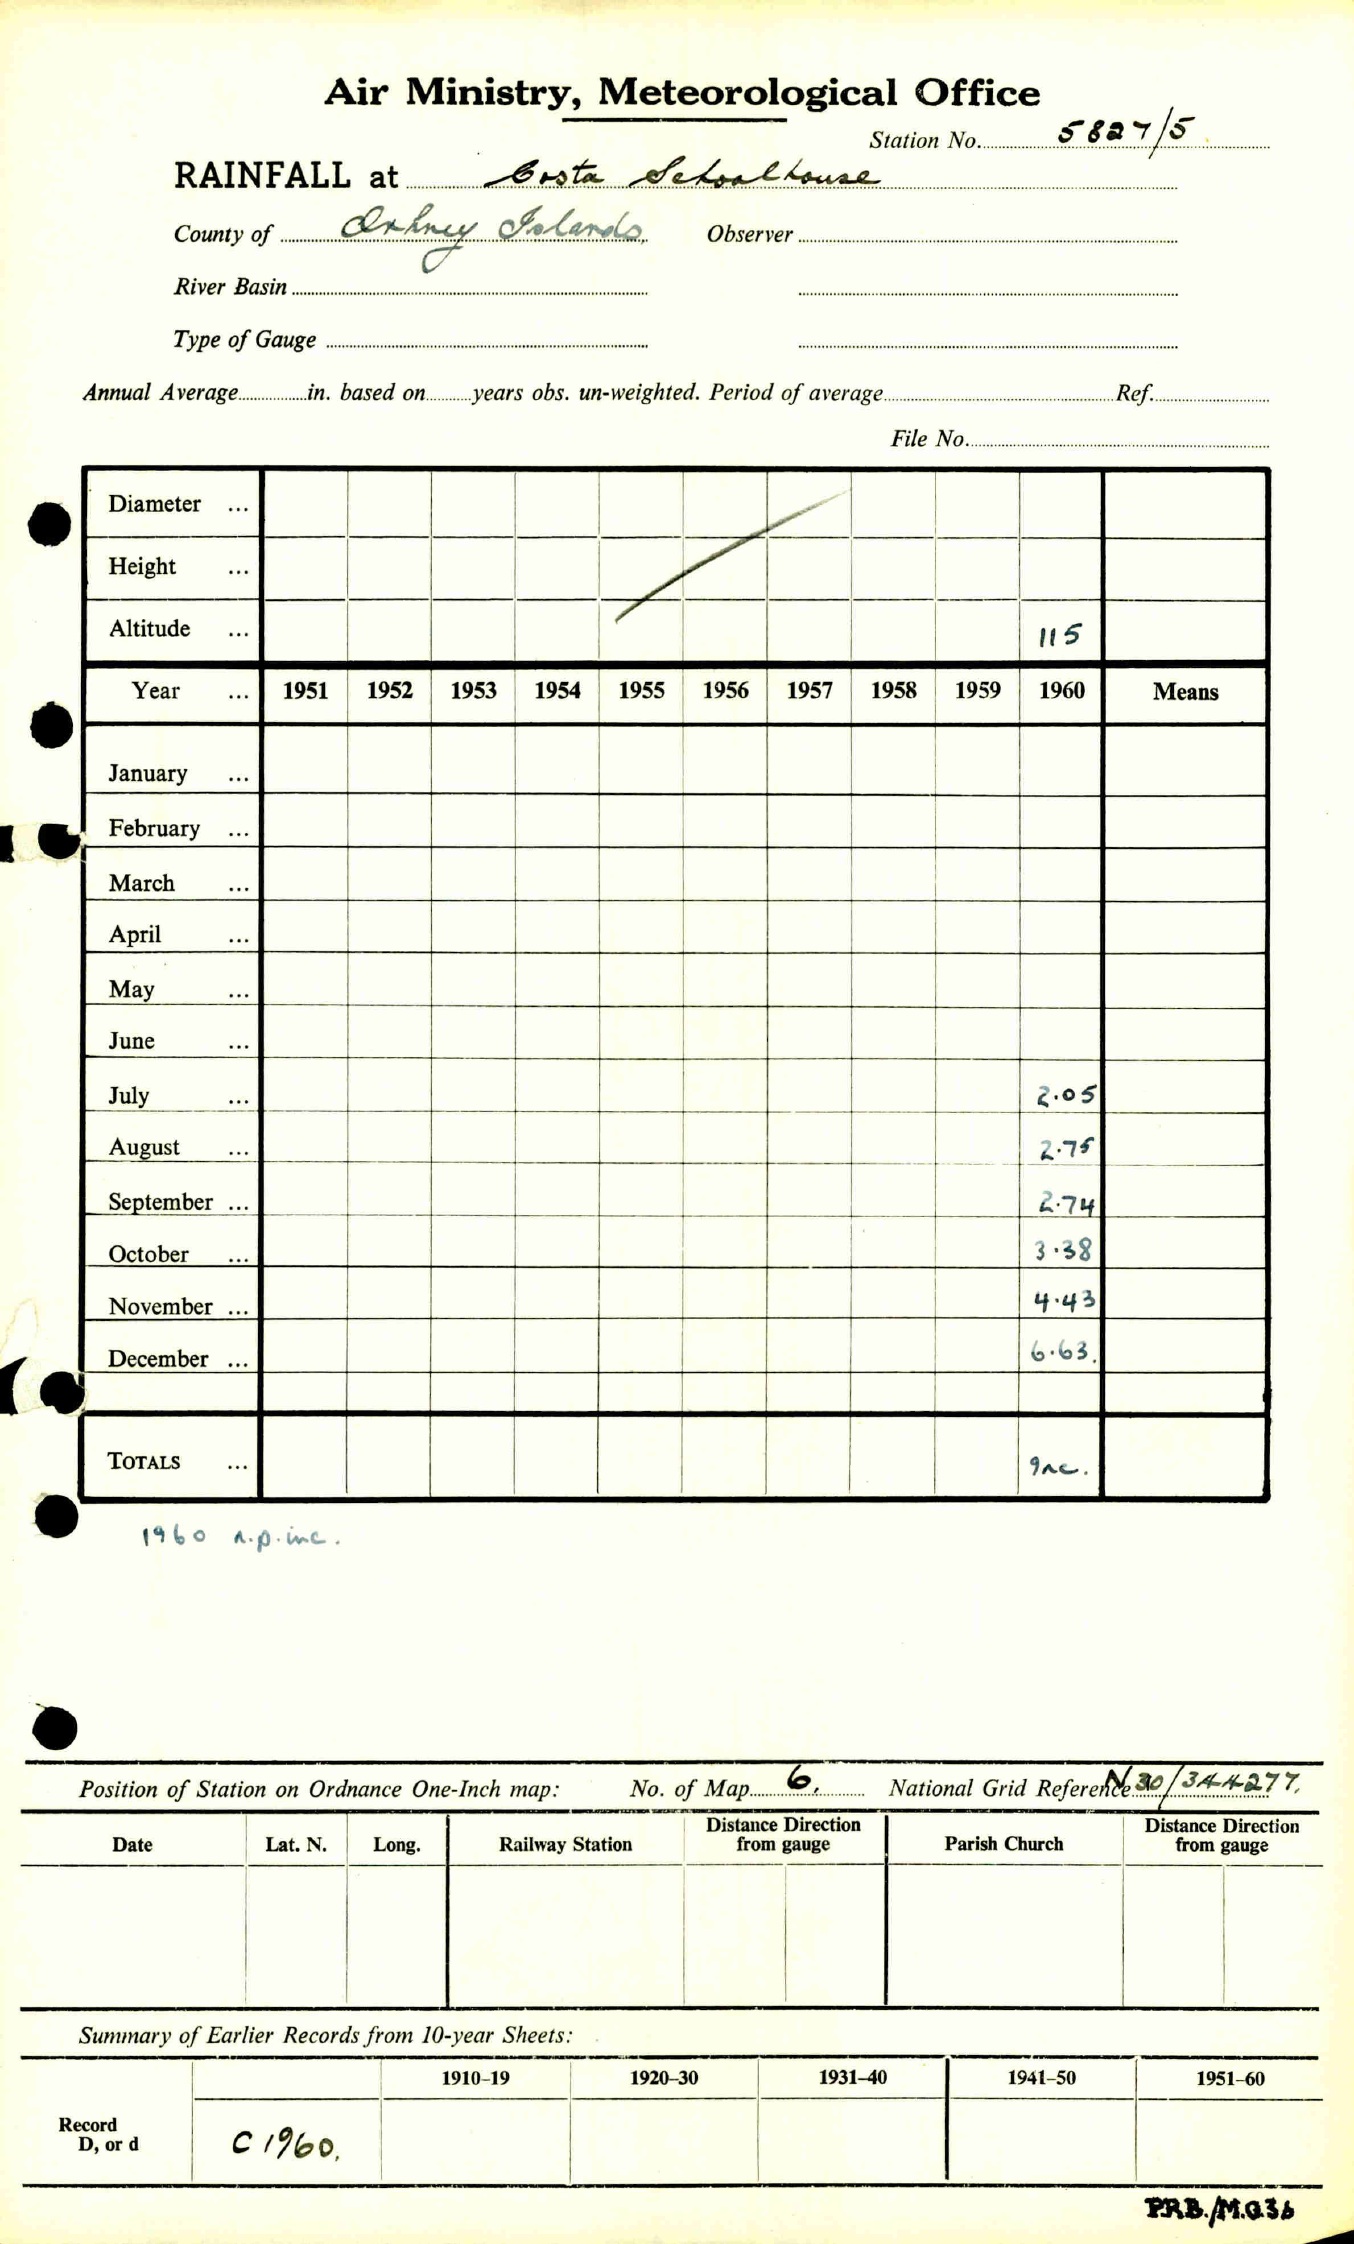 Air Ministry, Meteorological Office
Station No. 5827/5
RAINFALL at Costa Schoolhouse
County of Orkney Islands Observer
River Basin
Type of Gauge
Annual Average in. based on years obs. un-weighted. Period of average Ref.
File No.
Diameter ...
Height ...
Altitude ... 115
Year ... 1951 1952 1953 1954 1955 1956 1957 1958 1959 1960 Means
January ...
February ...
March ...
April ...
May ...
June ...
July ... 2.05
August ... 2.75
September ... 2.74
October ... 3.38
November ... 4.43
December ... 6.63.
TOTALS ... Inc.
1960 n.p.inc.
Position of Station on Ordnance One-Inch map: No. of Map 6. National Grid Reference N30/344277.
Date Lat. N. Long. Railway Station Distance Direction from gauge Parish Church Distance Direction from gauge
Summary of Earlier Records from 10-year Sheets:
1910–19 1920–30 1931–40 1941–50 1951–60
Record
D, or d C 1960.
P.R.B./M.O.36